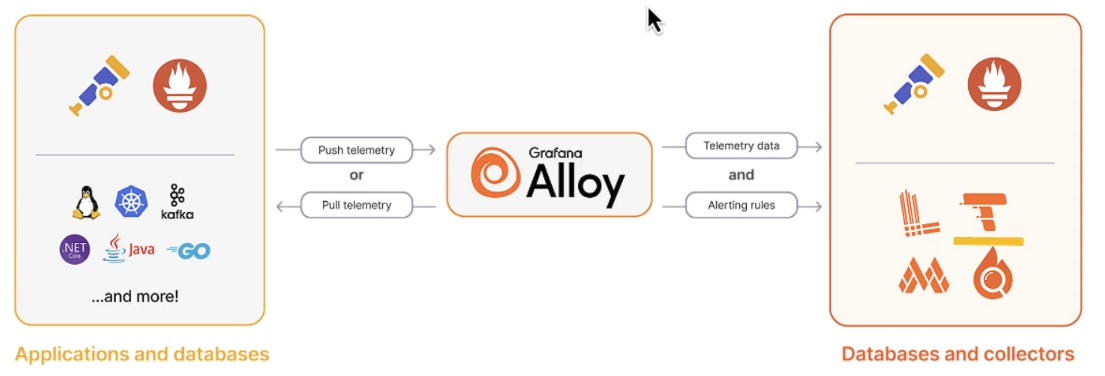 Push telemetry
or
Pull telemetry
Grafana
Alloy
Telemetry data
and
Alerting rules
kafka
.NET
Core
Java
GO
...and more!
Applications and databases
Databases and collectors